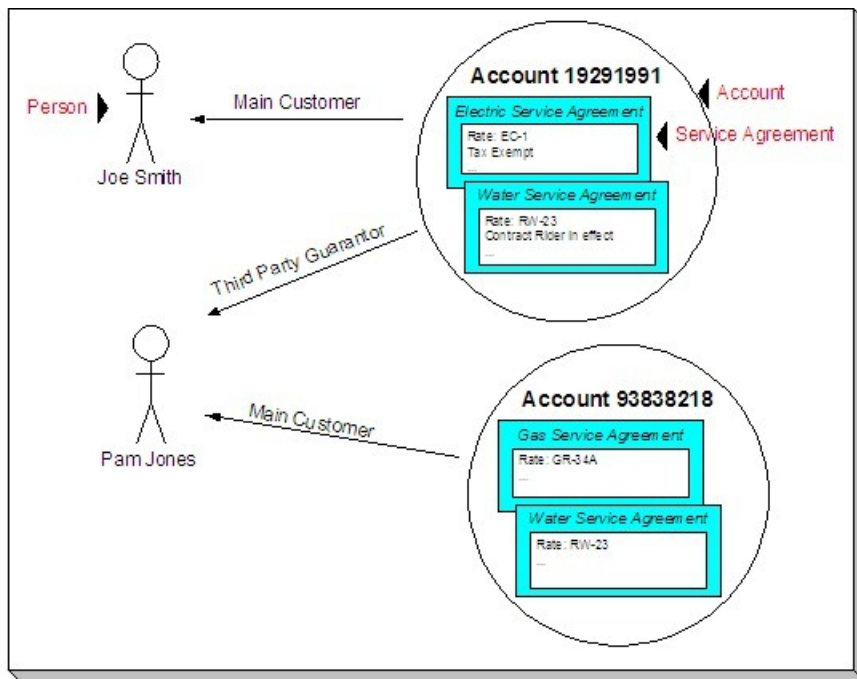 Account 19291991
Person
Main Customer
Account
Electric Service Agreement
Rate: EC-1
Tax Exempt
...
Service Agreement
Joe Smith
Water Service Agreement
Rate: RW-23
Contract Rider in effect
...
Third Party Guarantor
Account 93838218
Main Customer
Pam Jones
Gas Service Agreement
Rate: GR-34A
...
Water Service Agreement
Rate: RW-23
...